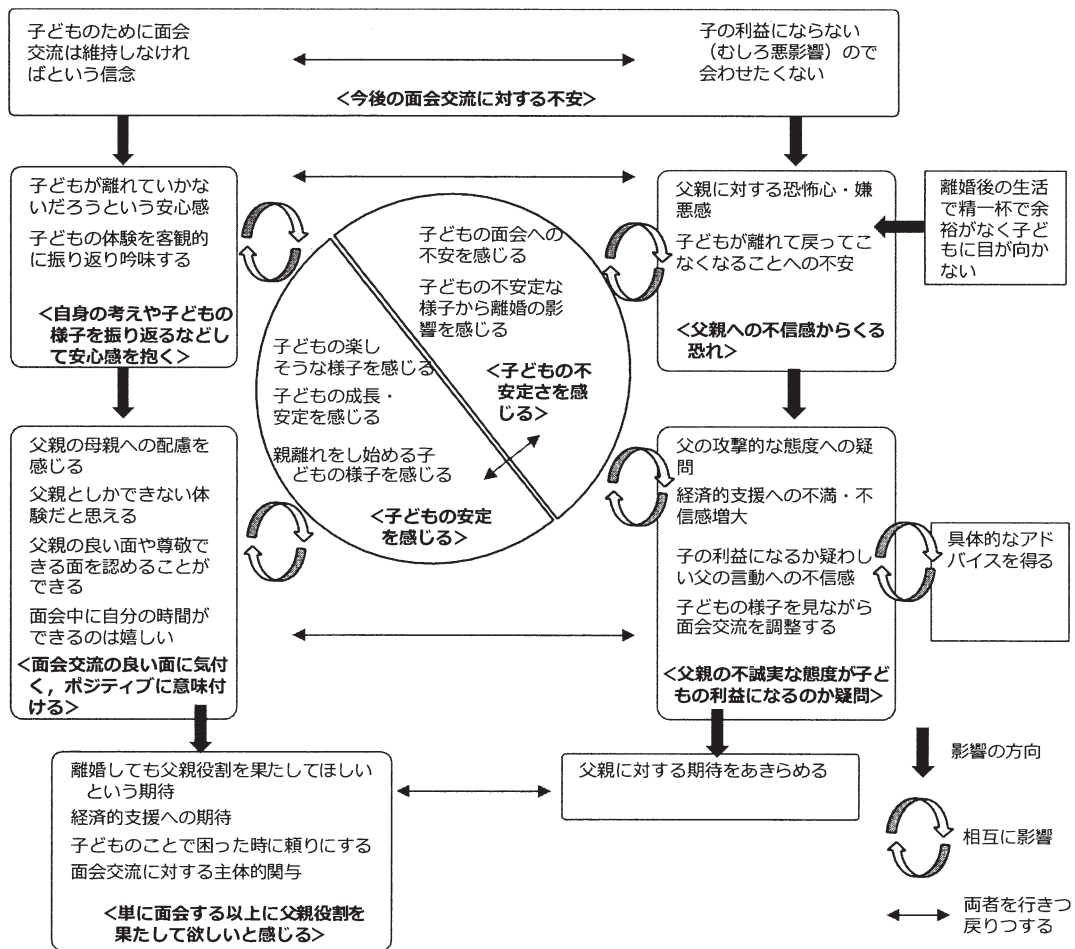 子どものために面会
交流は維持しなけれ
ばという信念
子の利益にならない
（むしろ悪影響）ので
会わせたくない
<今後の面会交流に対する不安>
子どもが離れていかな
いだろうという安心感
子どもの体験を客観的
に振り返り吟味する
<自身の考えや子どもの
様子を振り返るなどし
て安心感を抱く>
子どもの面会への
不安を感じる
子どもの不安定な
様子から離婚の影
響を感じる
<子どもの不
安定さを感
じる>
子どもの楽し
そうな様子を感じる
子どもの成長・
安定を感じる
親離れをし始める子
どもの様子を感じる
<子どもの安定
を感じる>
父親に対する恐怖心・嫌
悪感
子どもが離れて戻ってこ
なくなることへの不安
<父親への不信感からくる
恐れ>
離婚後の生活
で精一杯で余
裕がなく子ど
もに目が向か
ない
父親の母親への配慮を
感じる
父親としかできない体
験だと思える
父親の良い面や尊敬で
きる面を認めることが
できる
面会中に自分の時間が
できるのは嬉しい
<面会交流の良い面に気付
く，ポジティブに意味付
ける>
父の攻撃的な態度への疑
問
経済的支援への不満・不
信感増大
子の利益になるか疑わし
い父の言動への不信感
子どもの様子を見ながら
面会交流を調整する
<父親の不誠実な態度が子ど
もの利益になるのか疑問>
具体的なアド
バイスを得る
離婚しても父親役割を果たしてほしい
という期待
経済的支援への期待
子どものことで困った時に頼りにする
面会交流に対する主体的関与
<単に面会する以上に父親役割を
果たして欲しいと感じる>
父親に対する期待をあきらめる
影響の方向
相互に影響
両者を行きつ
戻りつする